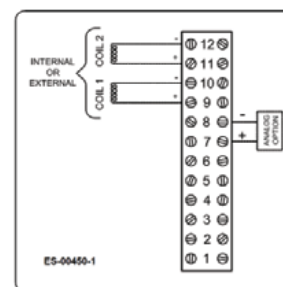 INTERNAL
OR
EXTERNAL
COIL 2
COIL 1
-
+
-
+
12
11
10
9
8
7
6
5
4
3
2
1
-
+
ANALOG
OPTION
ES-00450-1